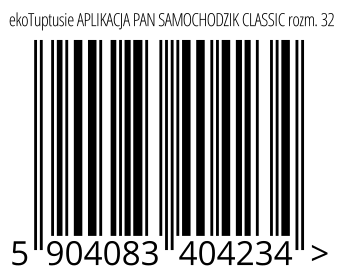 ekoTuptusie APLIKACJA PAN SAMOCHODZIK CLASSIC rozm. 32
5 904083 404234 >